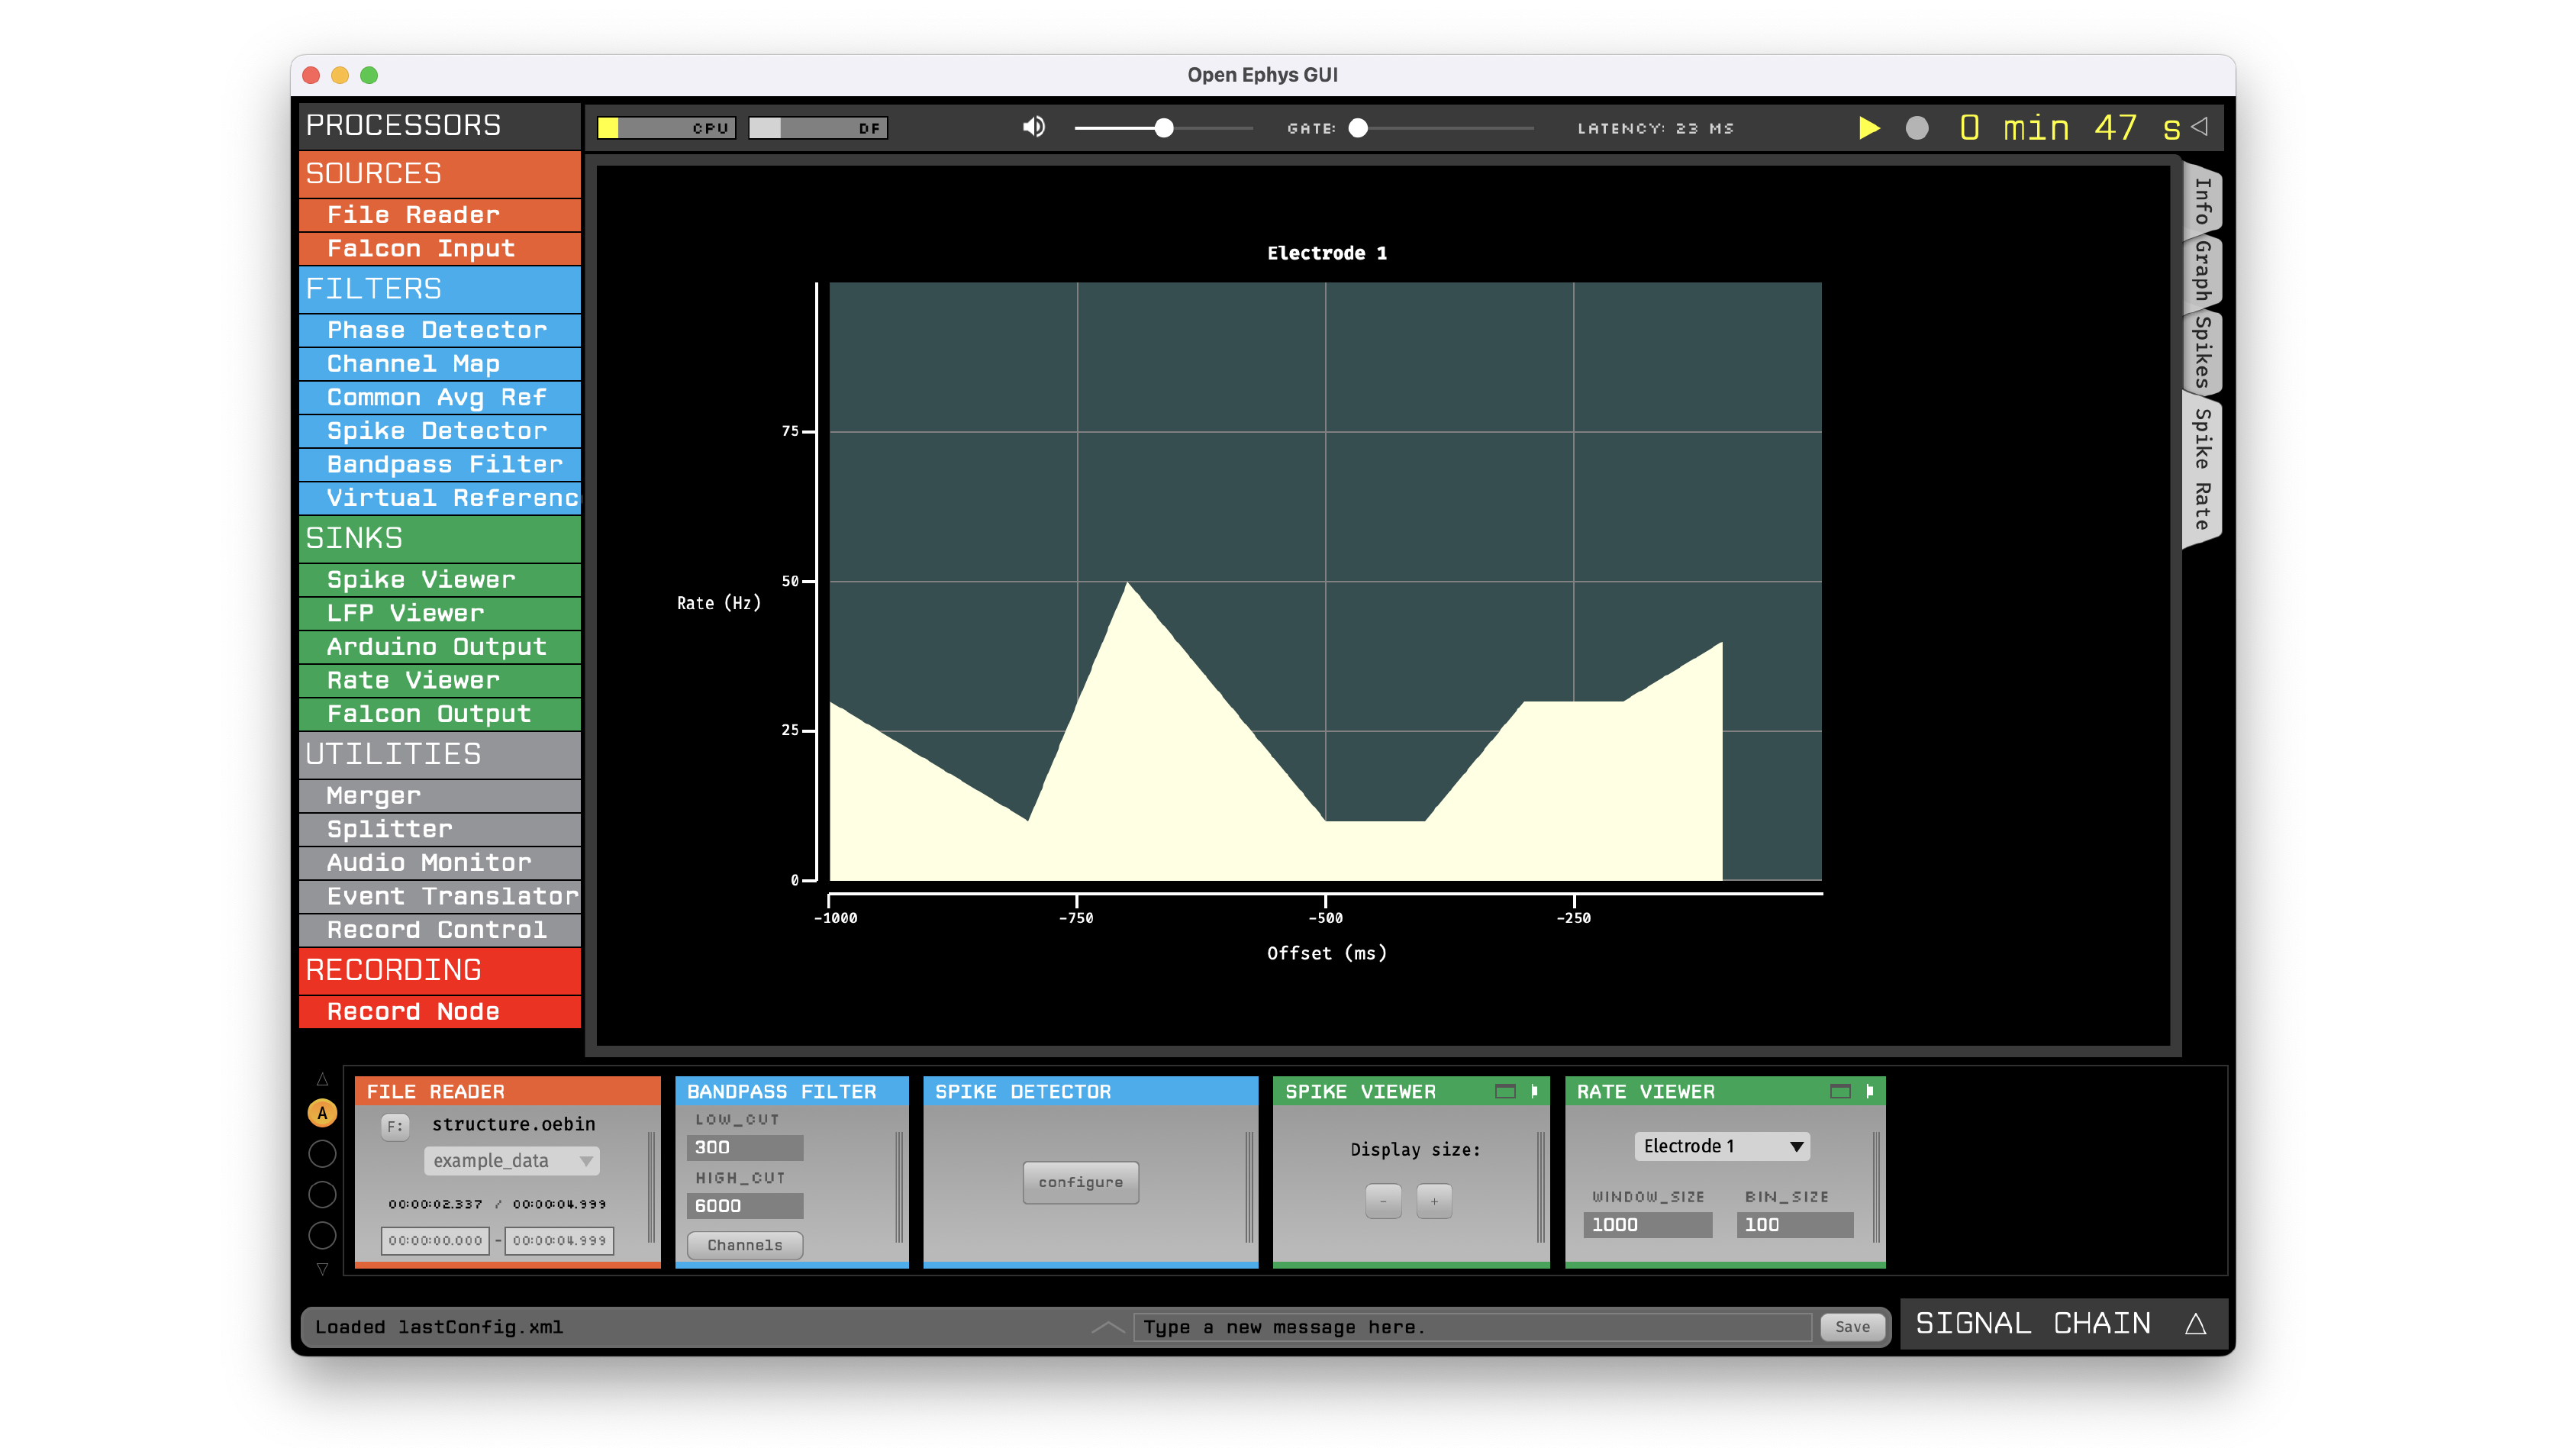 Open Ephys GUI
PROCESSORS
CPU
DF
GATE:
LATENCY: 23 MS
0 min 47 s
SOURCES
File Reader
Falcon Input
FILTERS
Phase Detector
Channel Map
Common Avg Ref
Spike Detector
Bandpass Filter
Virtual Referenc
SINKS
Spike Viewer
LFP Viewer
Arduino Output
Rate Viewer
Falcon Output
UTILITIES
Merger
Splitter
Audio Monitor
Event Translator
Record Control
RECORDING
Record Node
Electrode 1
75
50
Rate (Hz)
25
0
-1000
-750
-500
-250
Offset (ms)
Info
Graph
Spikes
Spike Rate
A
FILE READER
F:
structure.oebin
example_data
00:00:02.337 / 00:00:04.999
00:00:00.000 - 00:00:04.999
BANDPASS FILTER
LOW_CUT
300
HIGH_CUT
6000
Channels
SPIKE DETECTOR
configure
SPIKE VIEWER
Display size:
- +
RATE VIEWER
Electrode 1
WINDOW_SIZE BIN_SIZE
1000 100
Loaded lastConfig.xml
Type a new message here.
Save
SIGNAL CHAIN